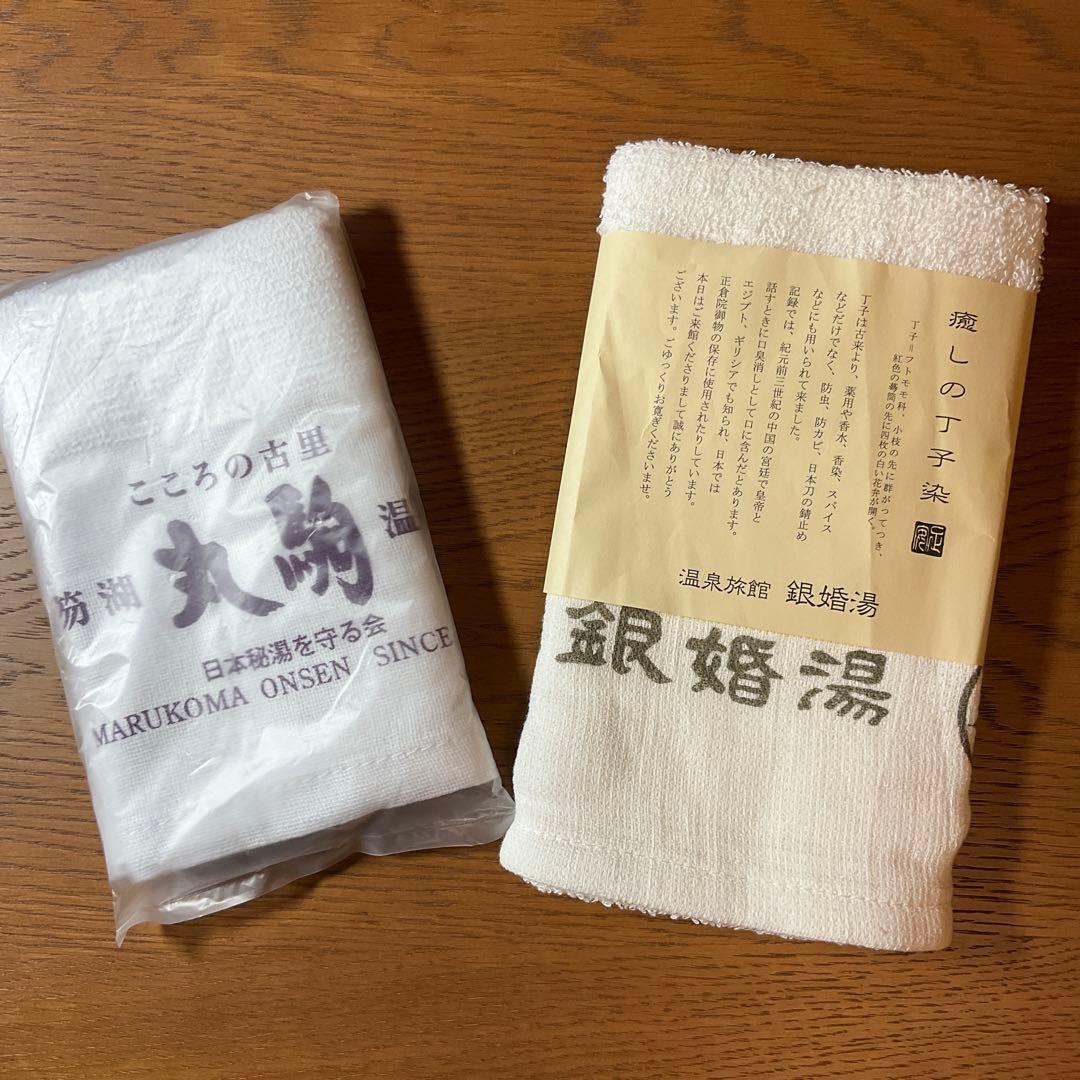 こころの古里
笏湖 丸駒 温
日本秘湯を守る会
MARUKOMA ONSEN SINCE
癒しの丁子染
丁子=フトモモ科、小枝の先に群がってつき、
紅色の萼筒の先に四枚の白い花弁が開く。
丁子は古来より、薬用や香水、香染、スパイス
などだけでなく、防虫、防カビ、日本刀の錆止め
などにも用いられて来ました。
記録では、紀元前三世紀の中国の宮廷で皇帝と
話すときに口臭消しとして口に含んだとあります。
エジプト、ギリシアでも知られ、日本では
正倉院御物の保存に使用されたりしています。
本日はご来館くださりまして誠にありがとう
ございます。ごゆっくりお寛ぎくださいませ。
温泉旅館 銀婚湯
銀婚湯